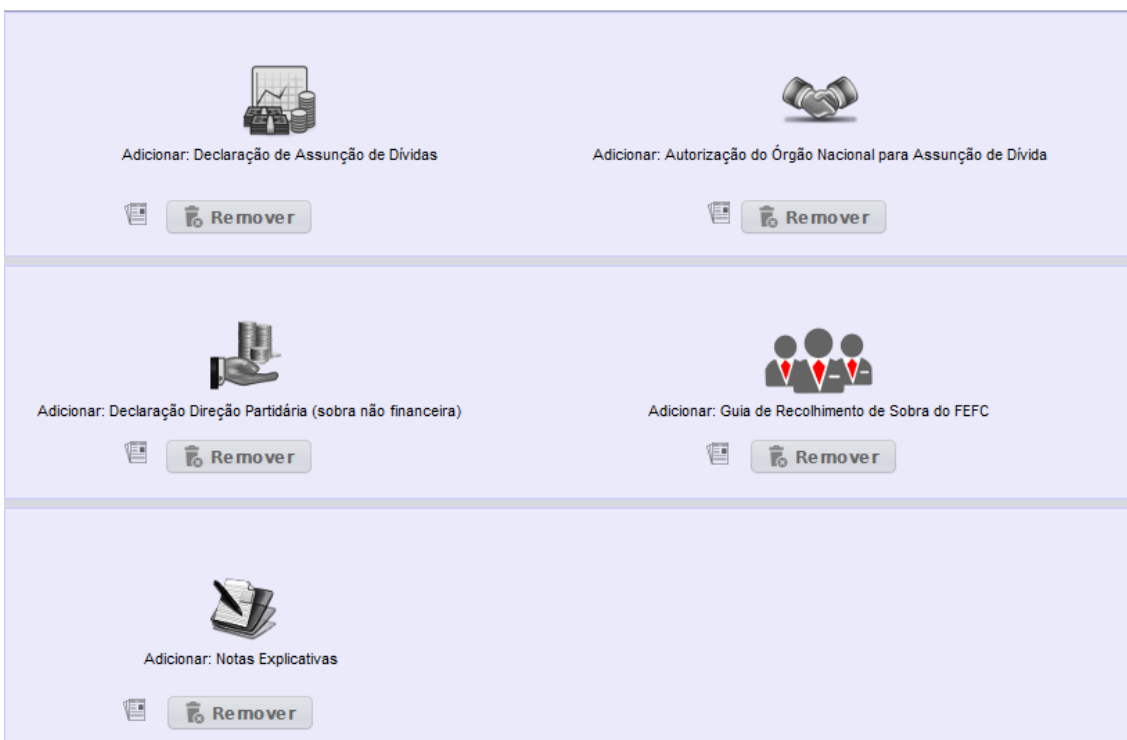 Adicionar: Declaração de Assunção de Dívidas
Adicionar: Autorização do Órgão Nacional para Assunção de Dívida
Remover
Remover
Adicionar: Declaração Direção Partidária (sobra não financeira)
Adicionar: Guia de Recolhimento de Sobra do FEFC
Remover
Remover
Adicionar: Notas Explicativas
Remover